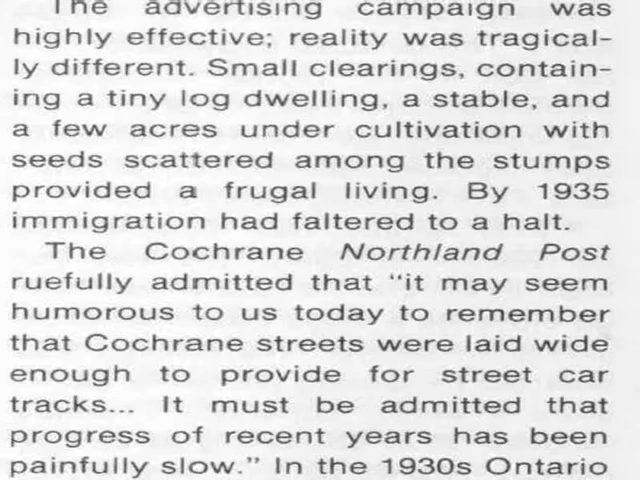 The advertising campaign was
highly effective; reality was tragical-
ly different. Small clearings, contain-
ing a tiny log dwelling, a stable, and
a few acres under cultivation with
seeds scattered among the stumps
provided a frugal living. By 1935
immigration had faltered to a halt.
The Cochrane Northland Post
ruefully admitted that "it may seem
humorous to us today to remember
that Cochrane streets were laid wide
enough to provide for street car
tracks... It must be admitted that
progress of recent years has been
painfully slow." In the 1930s Ontario